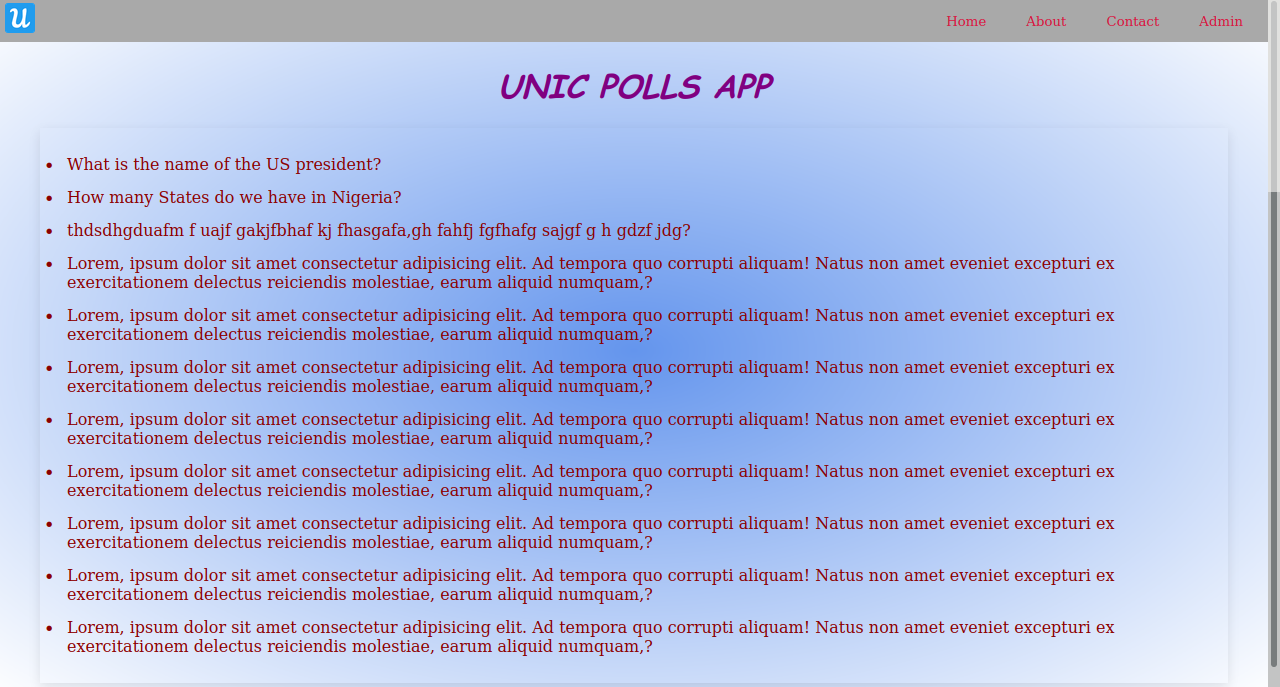 U
Home About Contact Admin
UNIC POLLS APP
• What is the name of the US president?
• How many States do we have in Nigeria?
• thdsdhgduafm f uajf gakjfbhaf kj fhasgafa,gh fahfj fgfhafg sajgf g h gdzf jdg?
• Lorem, ipsum dolor sit amet consectetur adipisicing elit. Ad tempora quo corrupti aliquam! Natus non amet eveniet excepturi ex
exercitationem delectus reiciendis molestiae, earum aliquid numquam,?
• Lorem, ipsum dolor sit amet consectetur adipisicing elit. Ad tempora quo corrupti aliquam! Natus non amet eveniet excepturi ex
exercitationem delectus reiciendis molestiae, earum aliquid numquam,?
• Lorem, ipsum dolor sit amet consectetur adipisicing elit. Ad tempora quo corrupti aliquam! Natus non amet eveniet excepturi ex
exercitationem delectus reiciendis molestiae, earum aliquid numquam,?
• Lorem, ipsum dolor sit amet consectetur adipisicing elit. Ad tempora quo corrupti aliquam! Natus non amet eveniet excepturi ex
exercitationem delectus reiciendis molestiae, earum aliquid numquam,?
• Lorem, ipsum dolor sit amet consectetur adipisicing elit. Ad tempora quo corrupti aliquam! Natus non amet eveniet excepturi ex
exercitationem delectus reiciendis molestiae, earum aliquid numquam,?
• Lorem, ipsum dolor sit amet consectetur adipisicing elit. Ad tempora quo corrupti aliquam! Natus non amet eveniet excepturi ex
exercitationem delectus reiciendis molestiae, earum aliquid numquam,?
• Lorem, ipsum dolor sit amet consectetur adipisicing elit. Ad tempora quo corrupti aliquam! Natus non amet eveniet excepturi ex
exercitationem delectus reiciendis molestiae, earum aliquid numquam,?
• Lorem, ipsum dolor sit amet consectetur adipisicing elit. Ad tempora quo corrupti aliquam! Natus non amet eveniet excepturi ex
exercitationem delectus reiciendis molestiae, earum aliquid numquam,?